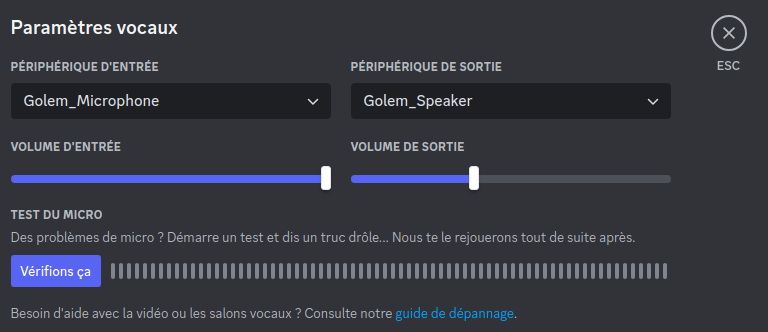 Paramètres vocaux
ESC
PÉRIPHÉRIQUE D'ENTRÉE
PÉRIPHÉRIQUE DE SORTIE
Golem_Microphone
Golem_Speaker
VOLUME D'ENTRÉE
VOLUME DE SORTIE
TEST DU MICRO
Des problèmes de micro ? Démarre un test et dis un truc drôle... Nous te le rejouerons tout de suite après.
Vérifions ça
Besoin d'aide avec la vidéo ou les salons vocaux ? Consulte notre guide de dépannage.